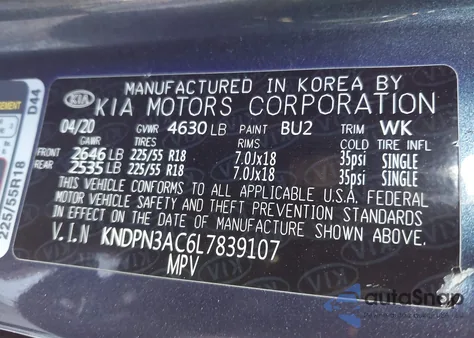 MANUFACTURED IN KOREA BY
KIA KIA MOTORS CORPORATION
04/20 GVWR 4630 LB PAINT BU2 TRIM WK
GAWR TIRES RIMS COLD TIRE INFL
FRONT 2646 LB 225/55 R18 7.0Jx18 35psi SINGLE
REAR 2535 LB 225/55 R18 7.0Jx18 35psi SINGLE
THIS VEHICLE CONFORMS TO ALL APPLICABLE U.S.A. FEDERAL
MOTOR VEHICLE SAFETY AND THEFT PREVENTION STANDARDS
IN EFFECT ON THE DATE OF MANUFACTURE SHOWN ABOVE.
V.I.N KNDPN3AC6L7839107
MPV
D44
225/55R18
autoSnap